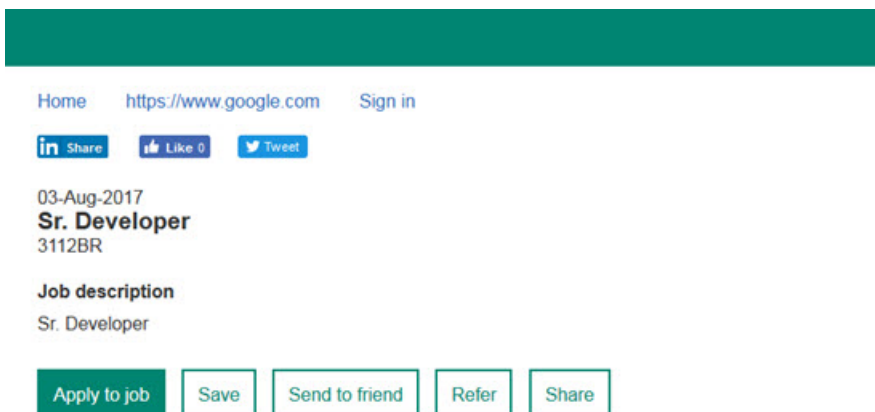 Home https://www.google.com Sign in
in Share Like 0 Tweet
03-Aug-2017
Sr. Developer
3112BR
Job description
Sr. Developer
Apply to job Save Send to friend Refer Share